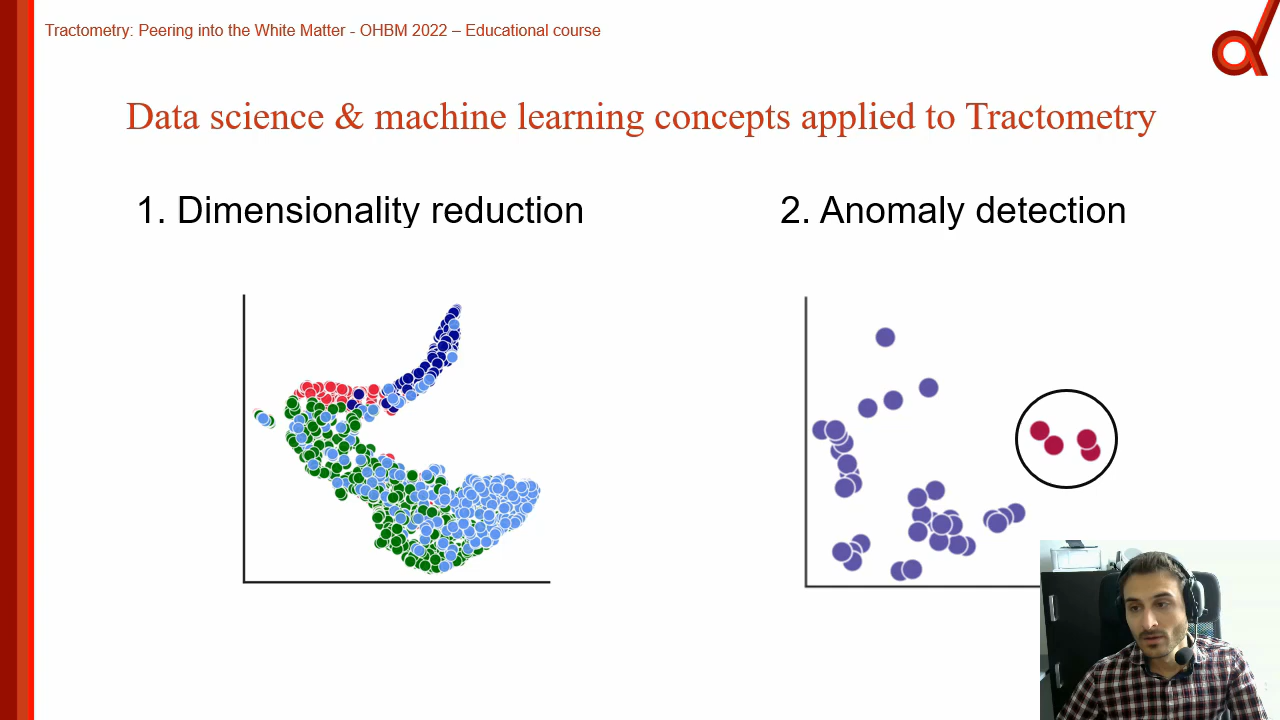 Tractometry: Peering into the White Matter - OHBM 2022 – Educational course
Data science & machine learning concepts applied to Tractometry
1. Dimensionality reduction
2. Anomaly detection